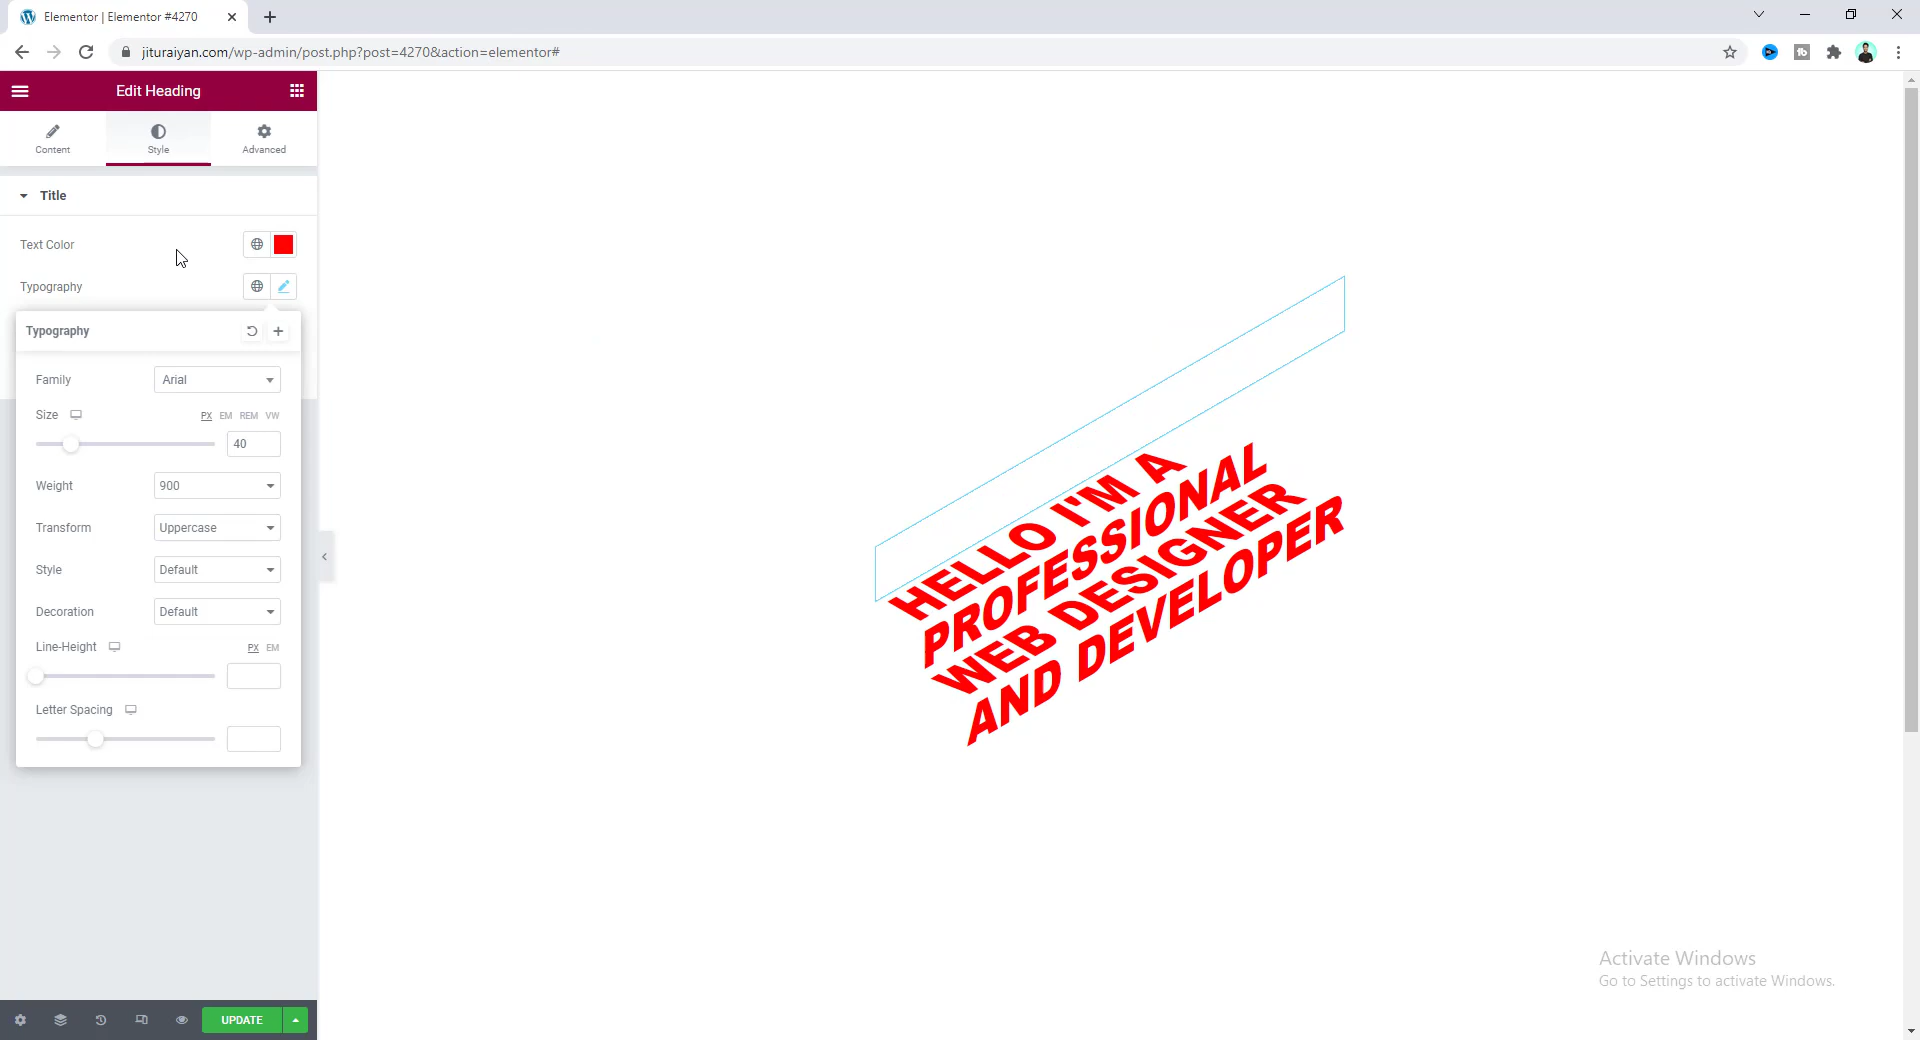 Elementor | Elementor #4270
jituraiyan.com/wp-admin/post.php?post=4270&action=elementor#
Edit Heading
Content
Style
Advanced
Title
Text Color
Typography
Typography
Family
Arial
Size
PX EM REM VW
40
Weight
900
Transform
Uppercase
Style
Default
Decoration
Default
Line-Height
PX EM
Letter Spacing
UPDATE
HELLO I'M A
PROFESSIONAL
WEB DESIGNER
AND DEVELOPER
Activate Windows
Go to Settings to activate Windows.